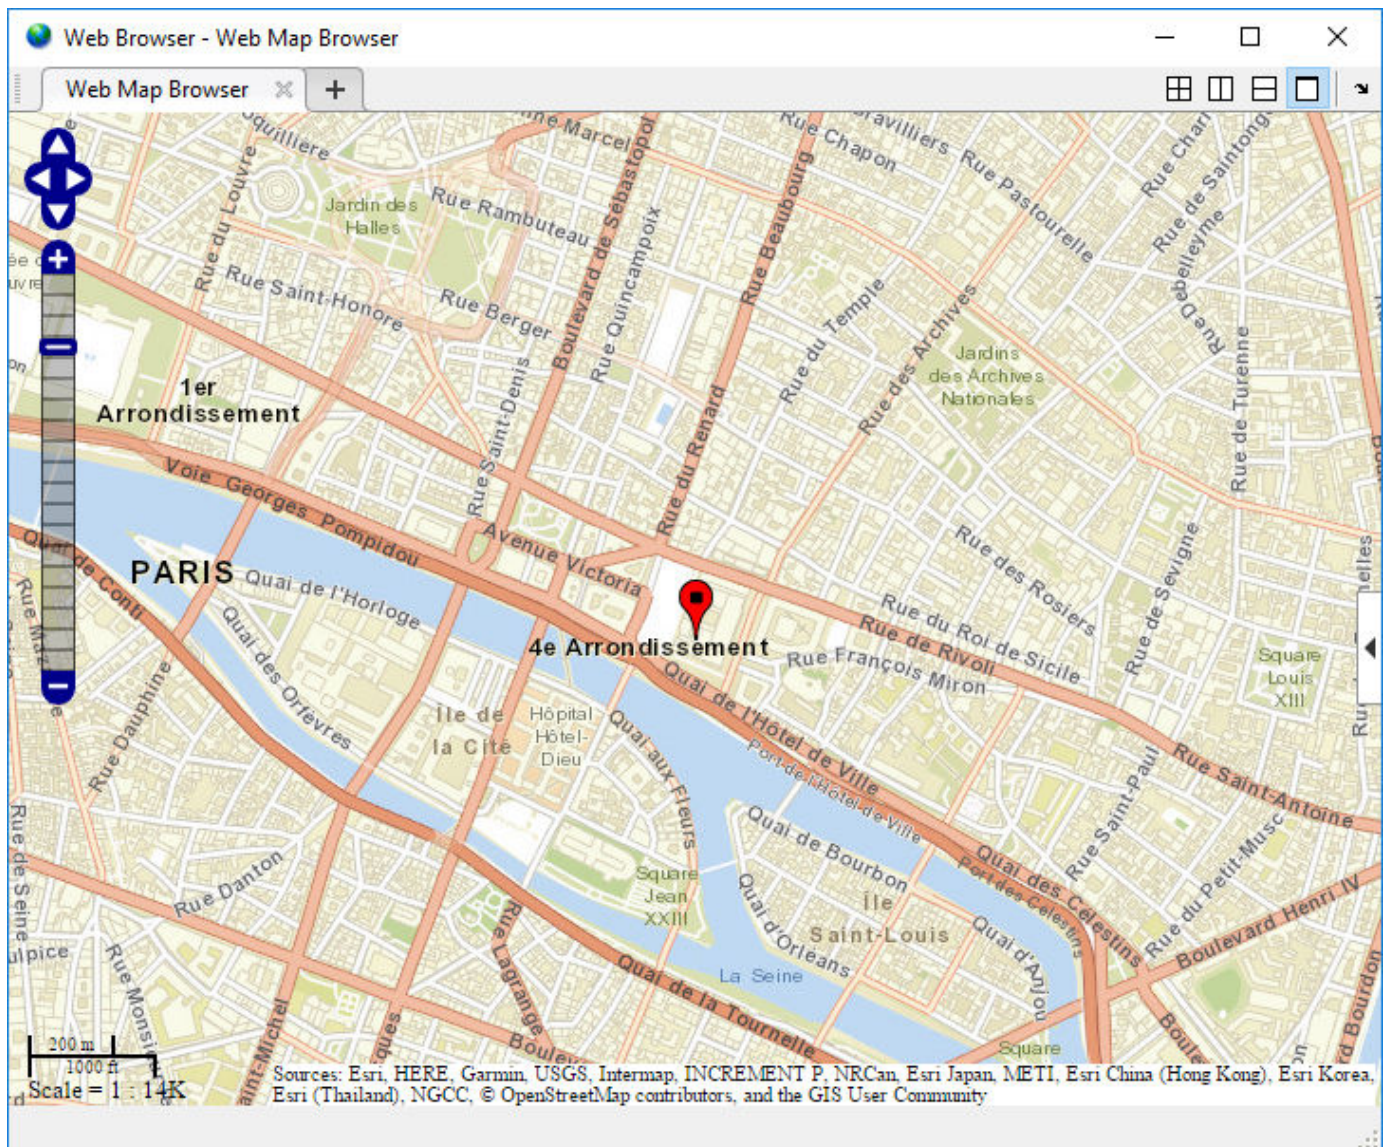 Web Browser - Web Map Browser
Web Map Browser
Rue du Louvre
Jardin des
Halles
Rue Rambuteau
Boulevard de Sébastopol
Rue Quincampoix
Rue Beaubourg
Rue Chapon
Rue Pastourelle
Rue de Saintong
Rue Debelleyme
Rue Saint-Honoré
Rue Berger
Rue du Temple
Rue des Archives
Jardins
des Archives
Nationales
Rue de Turenne
1er
Arrondissement
Rue Saint-Denis
Rue du Renard
Voie Georges Pompidou
Avenue Victoria
Rue des Rosiers
Rue de Sevigne
Quai de Conti
PARIS
Quai de l'Horloge
Quai des Orfèvres
4e Arrondissement
Rue du Roi de Sicile
Rue de Rivoli
Rue François Miron
Square
Louis
XIII
Rue Dauphine
Île de
la Cité
Hôpital
Hôtel-
Dieu
Quai aux Fleurs
Quai de l'Hôtel de Ville
Port de l'Hôtel de Ville
Rue Saint-Antoine
Rue Saint-Paul
Rue du Petit-Musc
Rue de Seine
Rue Danton
Square
Jean
XXIII
Quai de Bourbon
Quai d'Orléans
Île
Saint-Louis
Quai des Célestins
Port des Célestins
Quai d'Anjou
Boulevard Henri IV
Rue Lagrange
Quai de la Tournelle
La Seine
Square
200 m
1000 ft
Scale = 1 : 14K
Sources: Esri, HERE, Garmin, USGS, Intermap, INCREMENT P, NRCan, Esri Japan, METI, Esri China (Hong Kong), Esri Korea,
Esri (Thailand), NGCC, © OpenStreetMap contributors, and the GIS User Community